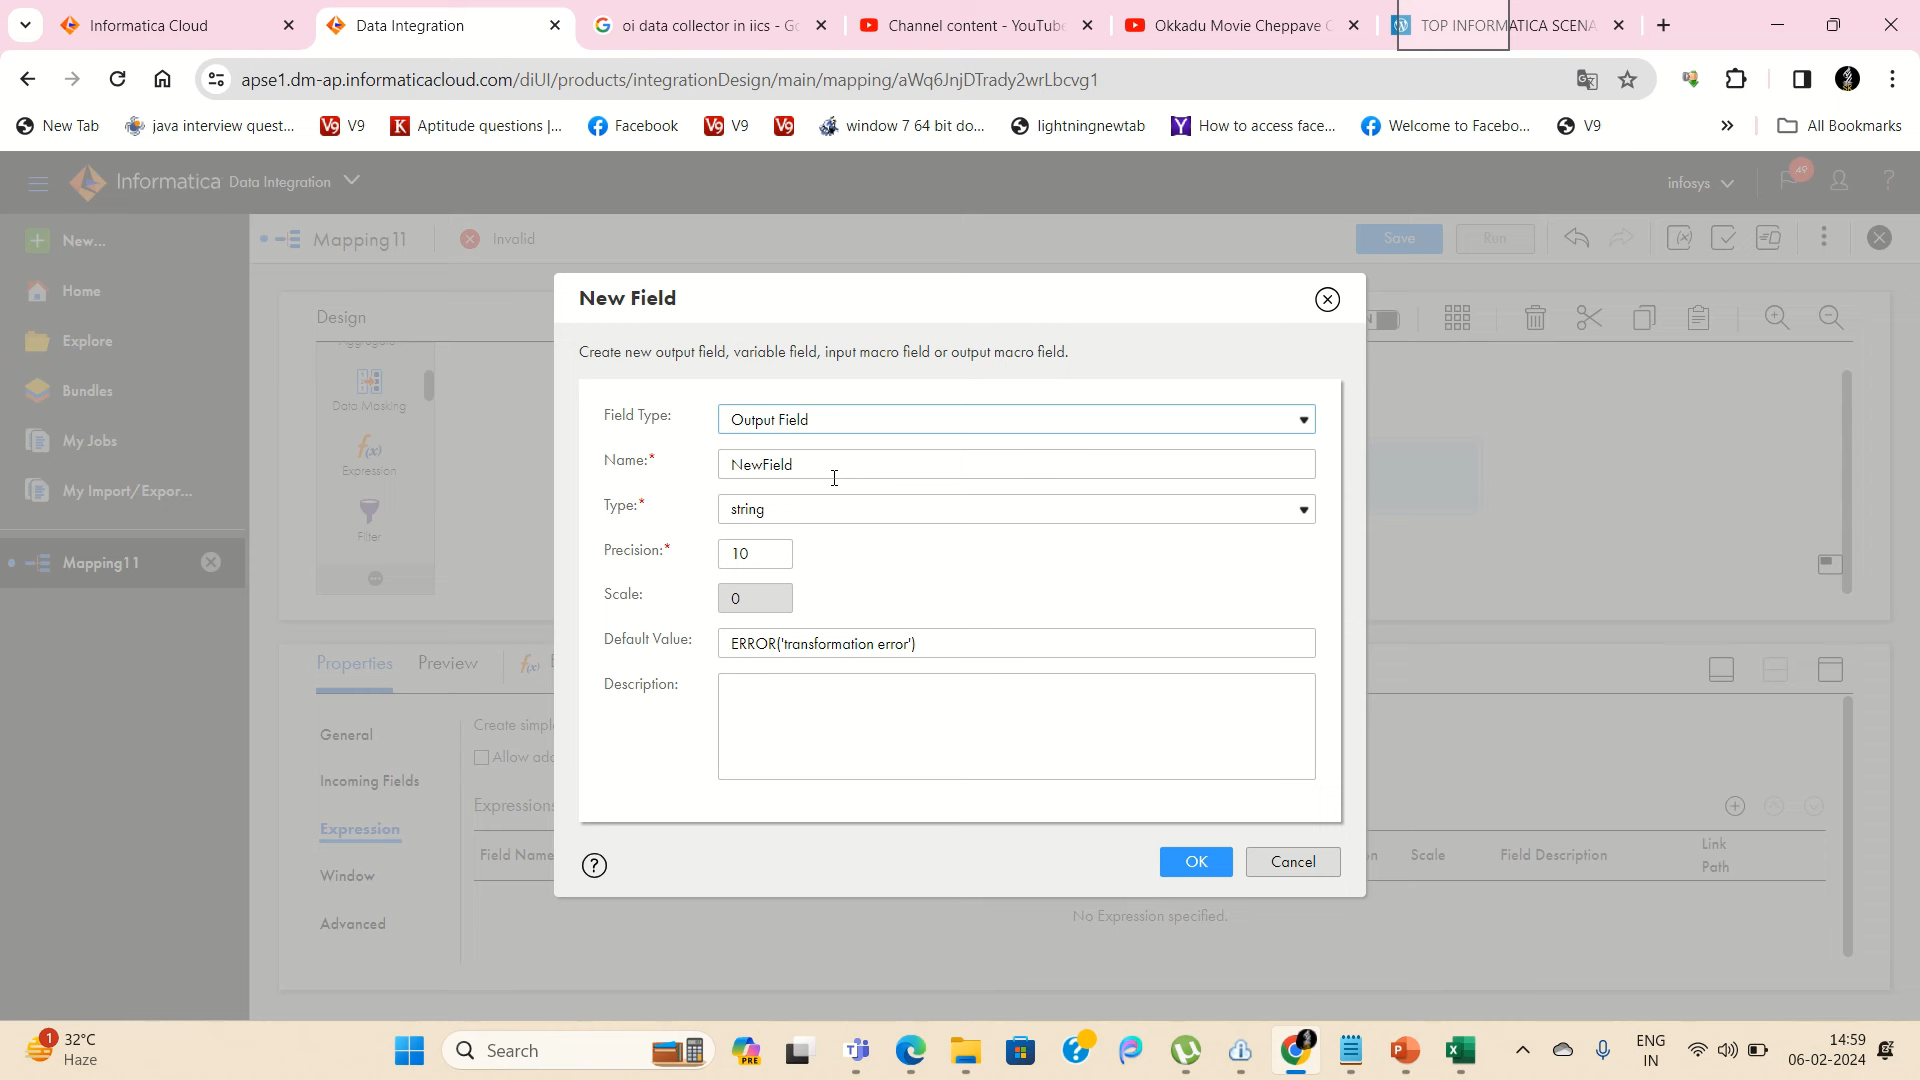 Informatica Cloud
Data Integration
oi data collector in iics - Go
Channel content - YouTube
Okkadu Movie Cheppave C
TOP INFORMATICA SCENA
apse1.dm-ap.informaticacloud.com/diUI/products/integrationDesign/main/mapping/aWq6JnjDTrady2wrLbcvg1
New Tab
java interview quest...
V9
Aptitude questions |...
Facebook
V9
window 7 64 bit do...
lightningnewtab
How to access face...
Welcome to Facebo...
V9
All Bookmarks
Informatica Data Integration
infosys
49
New...
Mapping11
Invalid
Save
Run
Home
Explore
Bundles
My Jobs
My Import/Expor...
Mapping11
Design
Data Masking
Expression
Filter
New Field
Create new output field, variable field, input macro field or output macro field.
Field Type: Output Field
Name:* NewField
Type:* string
Precision:* 10
Scale: 0
Default Value: ERROR('transformation error')
Description:
OK
Cancel
Properties
Preview
General
Incoming Fields
Expression
Window
Advanced
Create simpl
Allow add
Expressions
Field Name
Scale
Field Description
Link Path
No Expression specified.
1
32°C
Haze
Search
PRE
ENG
IN
14:59
06-02-2024